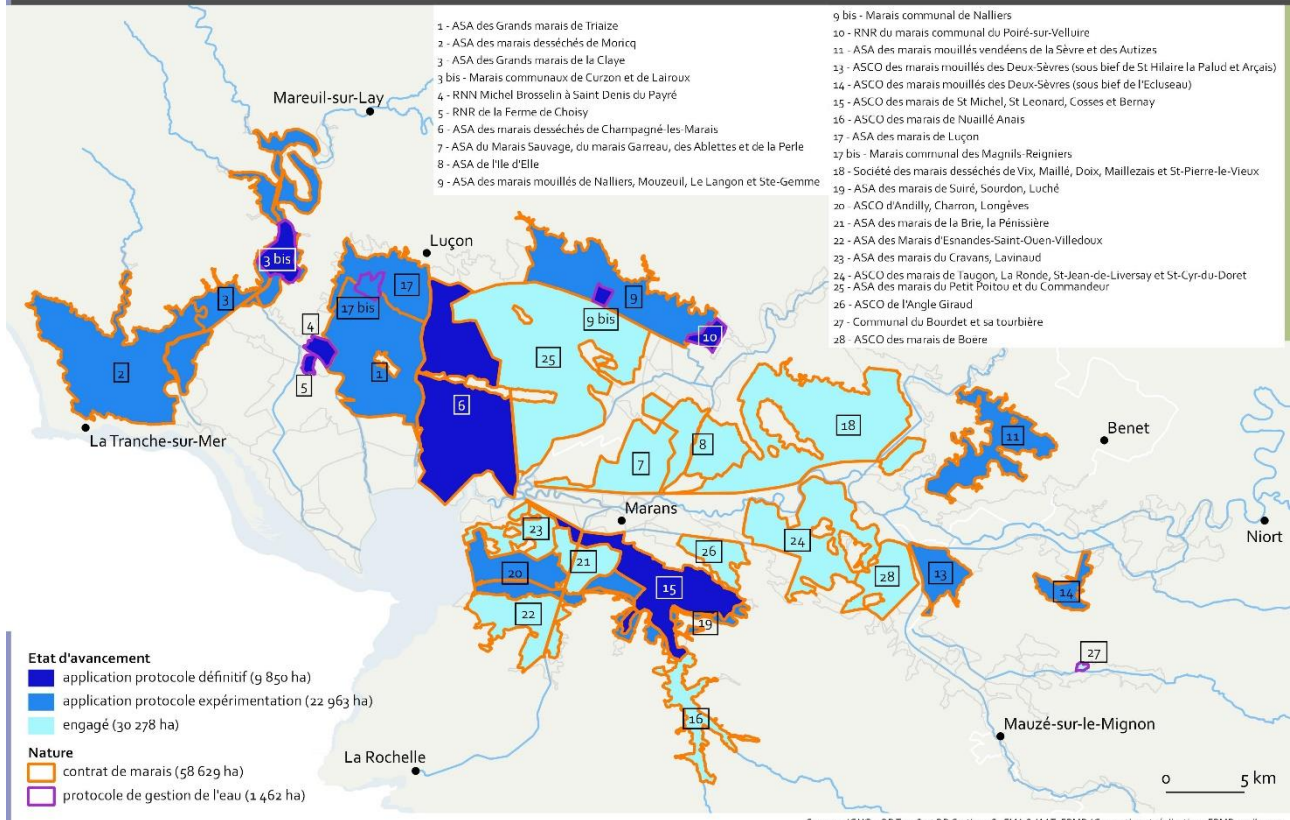 1 - ASA des Grands marais de Triaize
2 - ASA des marais desséchés de Moricq
3 - ASA des Grands marais de la Claye
3 bis - Marais communaux de Curzon et de Lairoux
4 - RNN Michel Brosselin à Saint Denis du Payré
5 - RNR de la Ferme de Choisy
6 - ASA des marais desséchés de Champagné-les-Marais
7 - ASA du Marais Sauvage, du marais Garreau, des Ablettes et de la Perle
8 - ASA de l'Ile d'Elle
9 - ASA des marais mouillés de Nalliers, Mouzeuil, Le Langon et Ste-Gemme
9 bis - Marais communal de Nalliers
10 - RNR du marais communal du Poiré-sur-Velluire
11 - ASA des marais mouillés vendéens de la Sèvre et des Autizes
13 - ASCO des marais mouillés des Deux-Sèvres (sous bief de St Hilaire la Palud et Arçais)
14 - ASCO des marais mouillés des Deux-Sèvres (sous bief de l'Ecluseau)
15 - ASCO des marais de St Michel, St Leonard, Cosses et Bernay
16 - ASCO des marais de Nuaillé Anais
17 - ASA des marais de Luçon
17 bis - Marais communal des Magnils-Reigniers
18 - Société des marais desséchés de Vix, Maillé, Doix, Maillezais et St-Pierre-le-Vieux
19 - ASA des marais de Suiré, Sourdon, Luché
20 - ASCO d'Andilly, Charron, Longèves
21 - ASA des marais de la Brie, la Pénissière
22 - ASA des Marais d'Esnandes-Saint-Ouen-Villedoux
23 - ASA des marais du Cravans, Lavinaud
24 - ASCO des marais de Taugon, La Ronde, St-Jean-de-Liversay et St-Cyr-du-Doret
25 - ASA des marais du Petit Poitou et du Commandeur
26 - ASCO de l'Angle Giraud
27 - Communal du Bourdet et sa tourbière
28 - ASCO des marais de Boëre
Mareuil-sur-Lay
Luçon
3 bis
17
3
17 bis
9
9 bis
4
10
25
2
1
5
6
18
La Tranche-sur-Mer
11
Benet
8
7
Marans
Niort
23
24
26
21
20
28
13
15
14
22
19
27
16
Mauzé-sur-le-Mignon
La Rochelle
Etat d'avancement
application protocole définitif (9 850 ha)
application protocole expérimentation (22 963 ha)
engagé (30 278 ha)
Nature
contrat de marais (58 629 ha)
protocole de gestion de l'eau (1 462 ha)
0 5 km